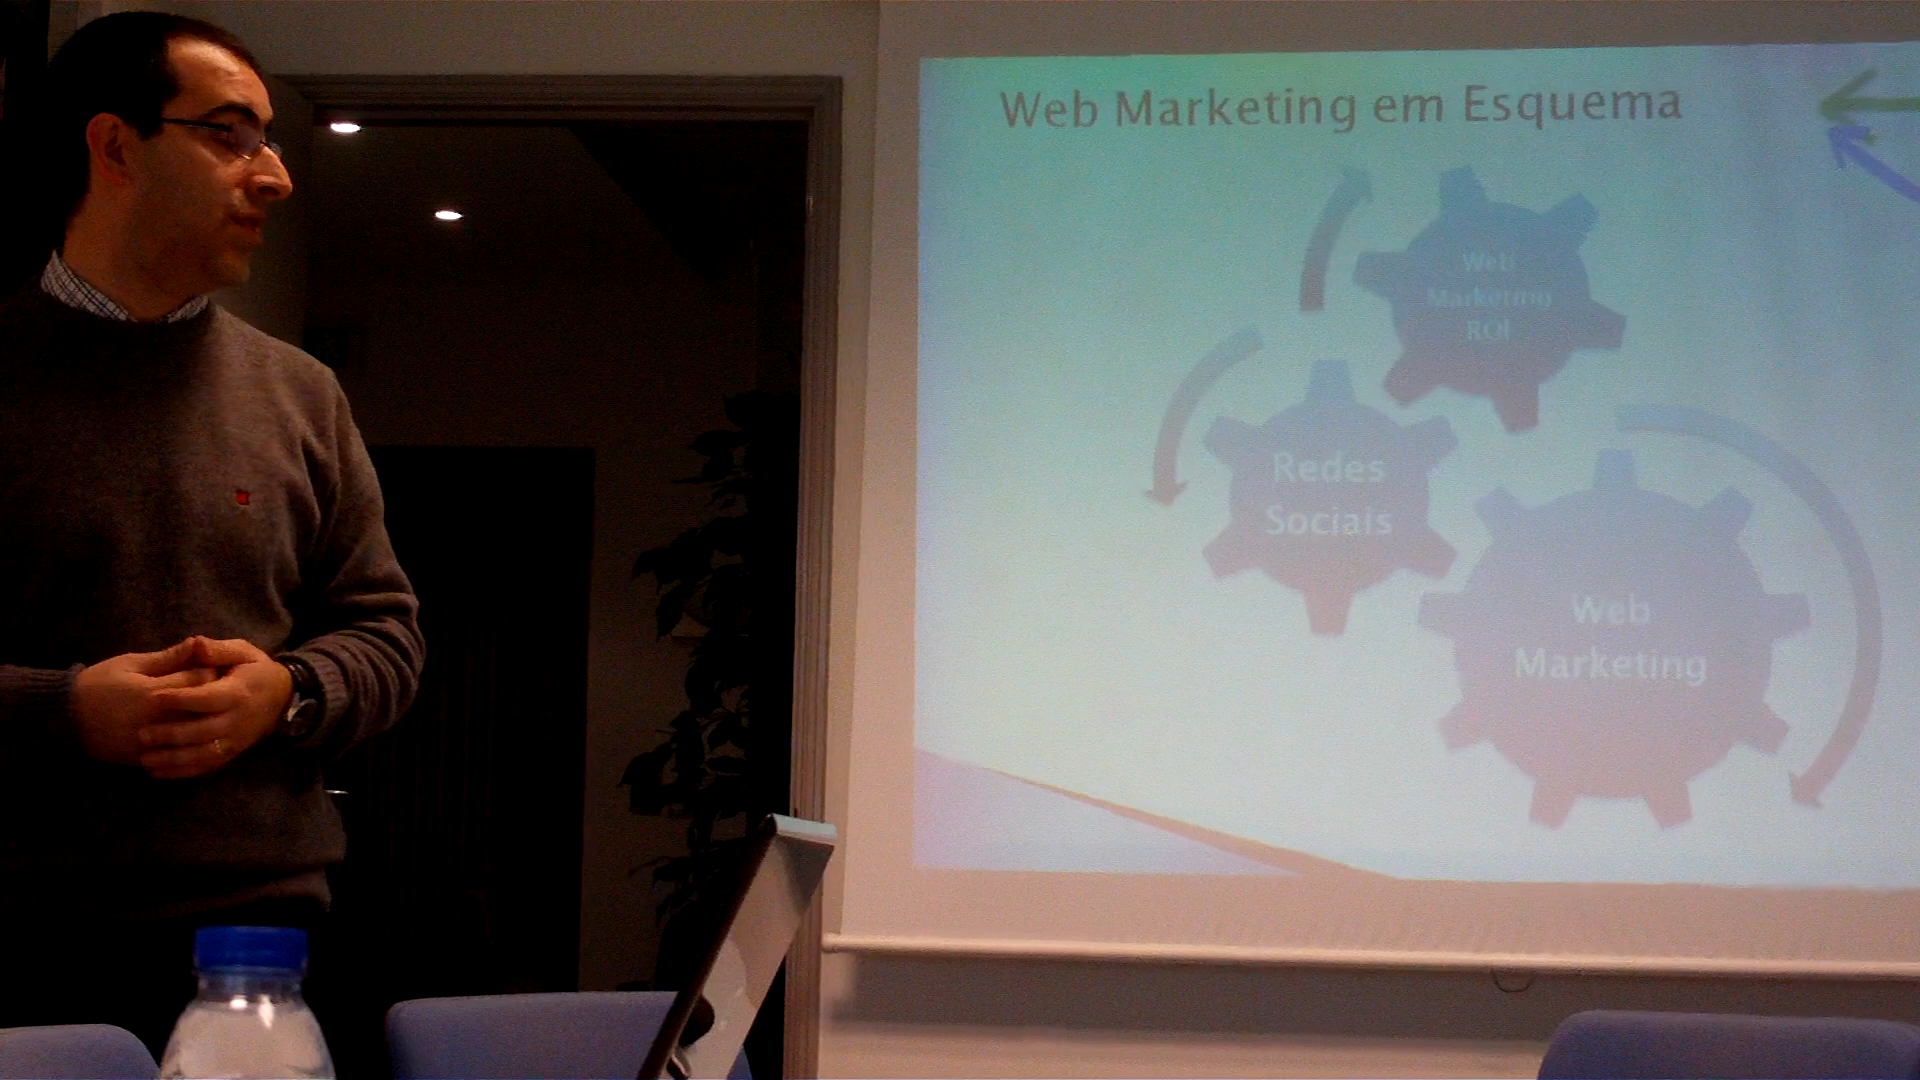 Web Marketing em Esquema
Web
Marketing
ROI
Redes
Sociais
Web
Marketing